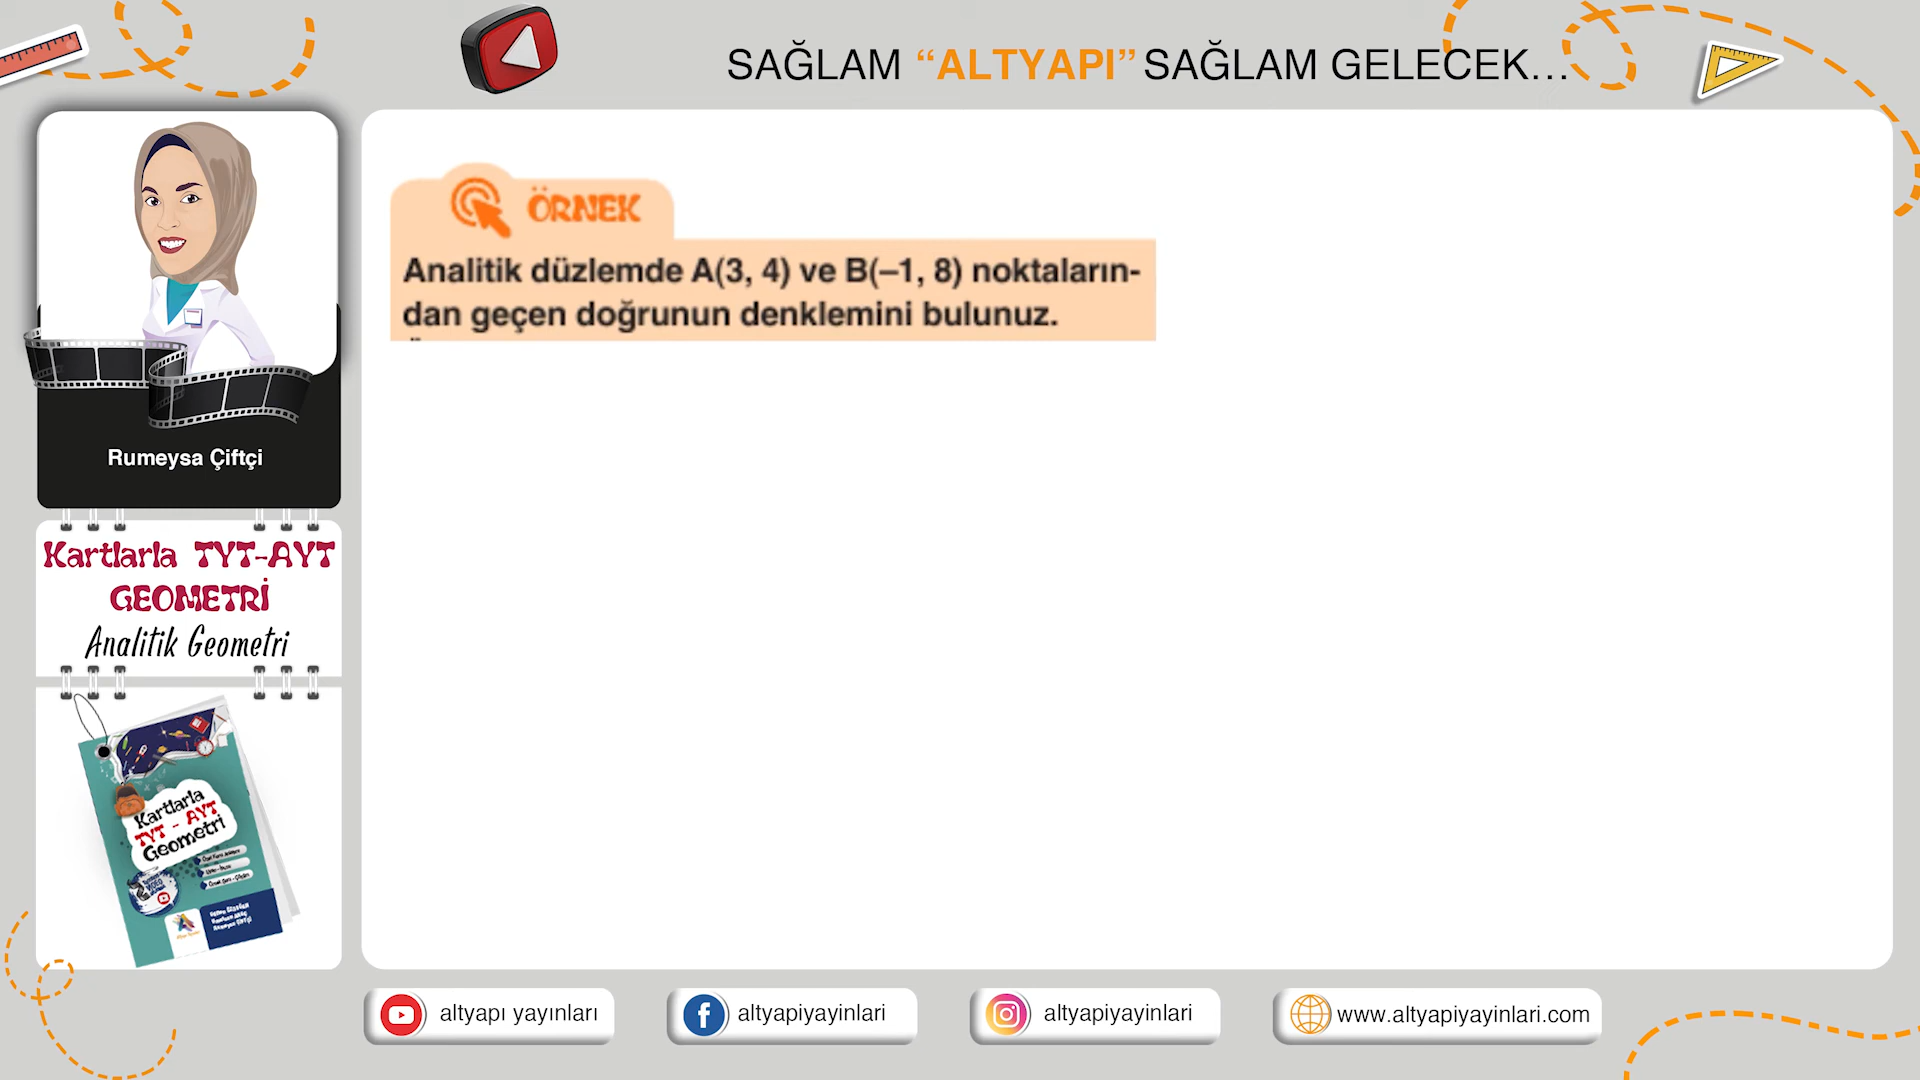 SAĞLAM “ALTYAPI” SAĞLAM GELECEK...
Rumeysa Çiftçi
Kartlarla TYT-AYT
GEOMETRİ
Analitik Geometri
Kartlarla
TYT - AYT
Geometri
ÖRNEK
Analitik düzlemde A(3, 4) ve B(–1, 8) noktaların-
dan geçen doğrunun denklemini bulunuz.
altyapı yayınları
altyapiyayinlari
altyapiyayinlari
www.altyapiyayinlari.com